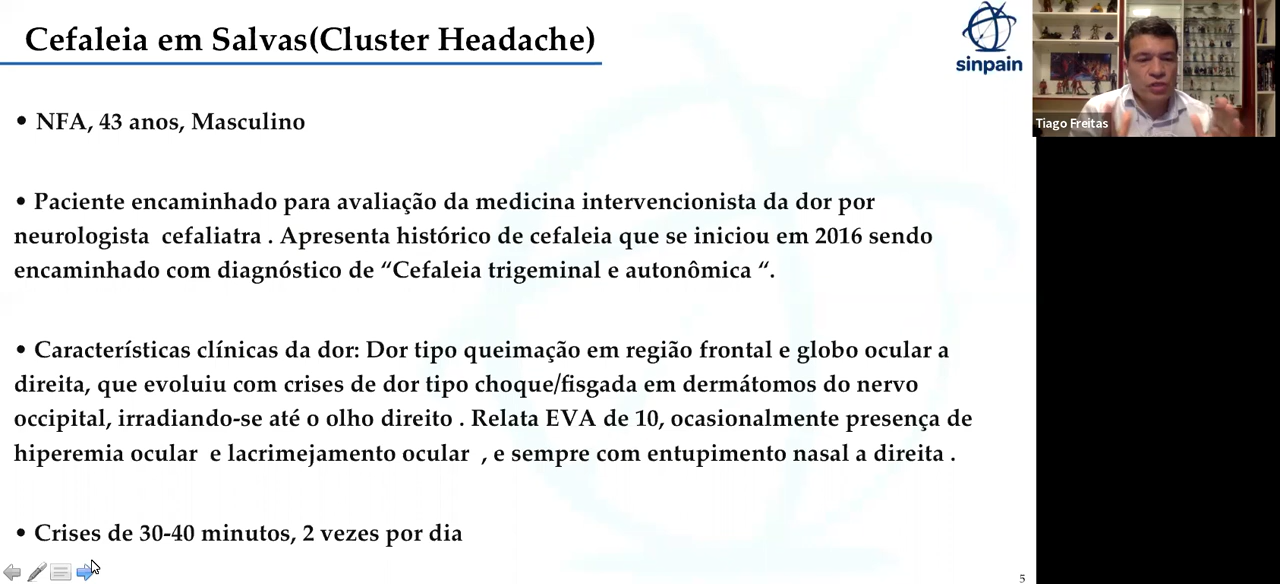 Cefaleia em Salvas(Cluster Headache)
sinpain
Tiago Freitas
• NFA, 43 anos, Masculino
• Paciente encaminhado para avaliação da medicina intervencionista da dor por
neurologista cefaliatra . Apresenta histórico de cefaleia que se iniciou em 2016 sendo
encaminhado com diagnóstico de “Cefaleia trigeminal e autonômica “.
• Características clínicas da dor: Dor tipo queimação em região frontal e globo ocular a
direita, que evoluiu com crises de dor tipo choque/fisgada em dermátomos do nervo
occipital, irradiando-se até o olho direito . Relata EVA de 10, ocasionalmente presença de
hiperemia ocular e lacrimejamento ocular , e sempre com entupimento nasal a direita .
• Crises de 30-40 minutos, 2 vezes por dia
5